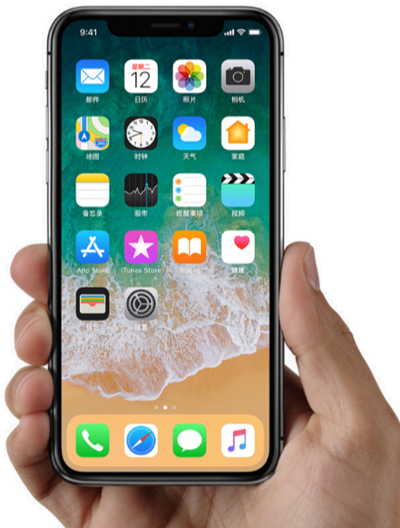 9:41
星期二
12
邮件 日历 照片 相机
地图 时钟 天气 家庭
备忘录 股市 提醒事项 视频
App Store iTunes Store iBooks 健康
钱包 设置